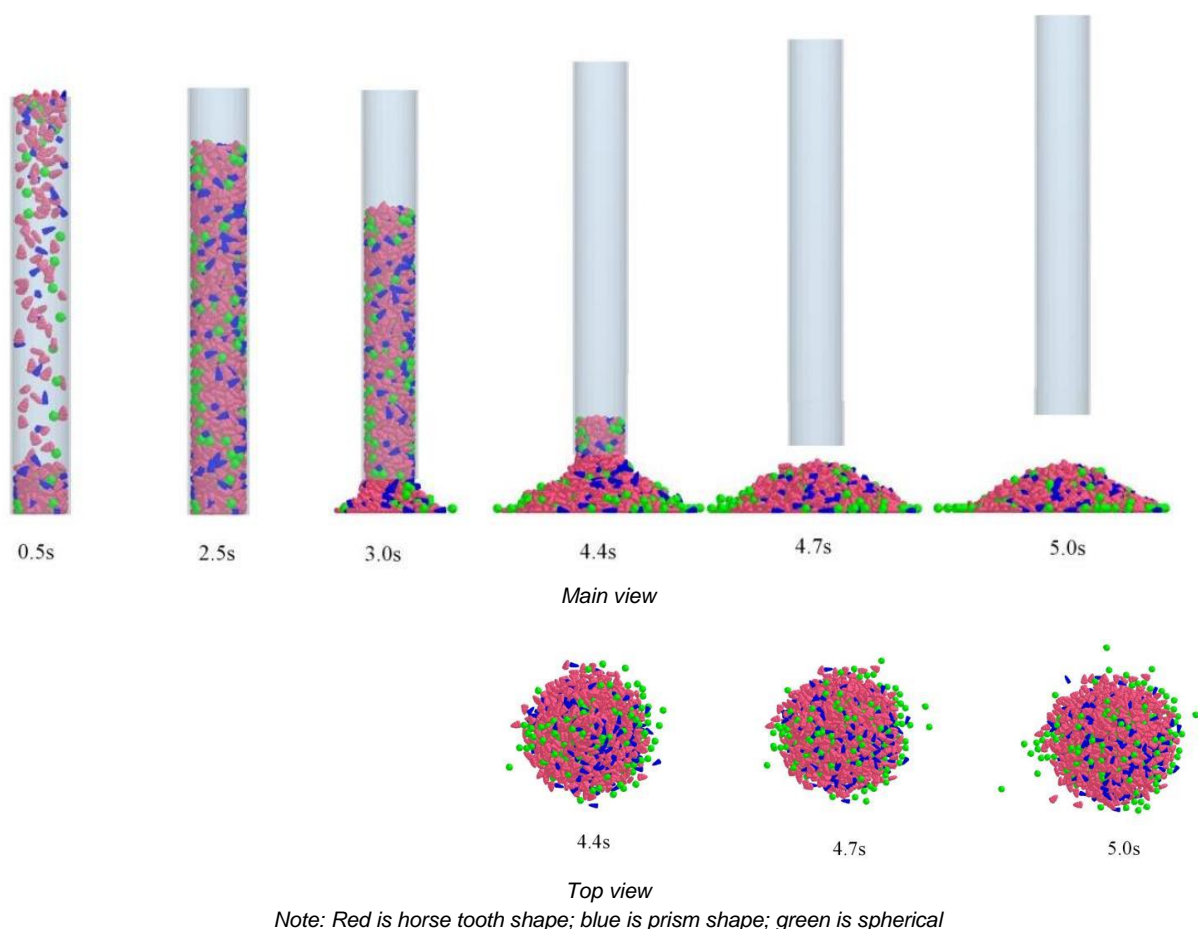 0.5s 2.5s 3.0s 4.4s 4.7s 5.0s
Main view
4.4s 4.7s 5.0s
Top view
Note: Red is horse tooth shape; blue is prism shape; green is spherical